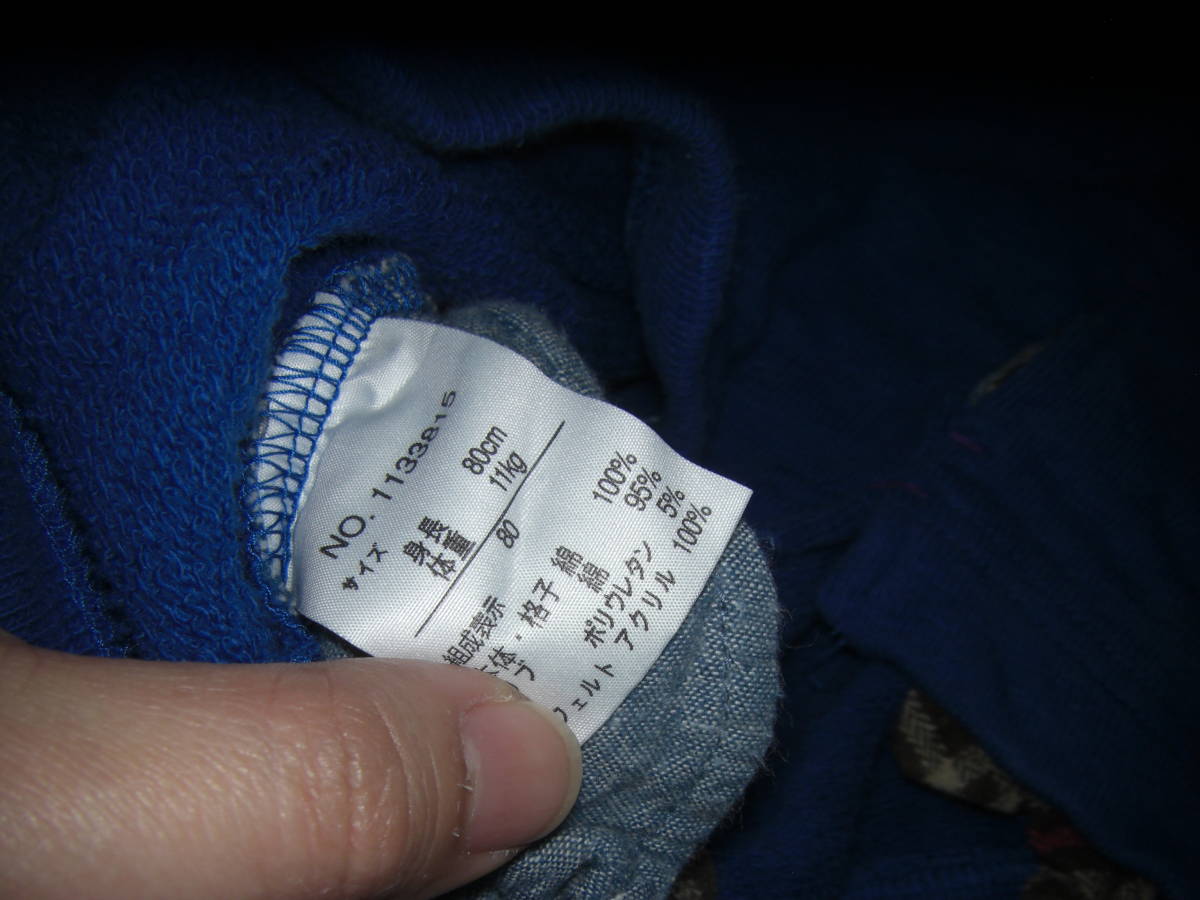 NO. 1133815
サイズ
身長 80cm
体重 11kg
80
組成表示
体・格子 綿 100%
ブ 綿 95%
ポリウレタン 5%
フェルト アクリル 100%